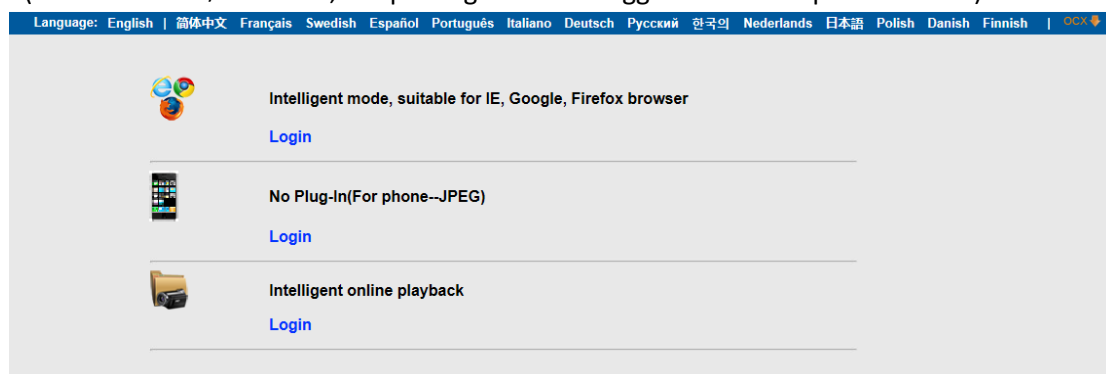 Language: English | 简体中文 Français Swedish Español Português Italiano Deutsch Русский 한국의 Nederlands 日本語 Polish Danish Finnish | OCX
Intelligent mode, suitable for IE, Google, Firefox browser
Login
No Plug-In(For phone--JPEG)
Login
Intelligent online playback
Login